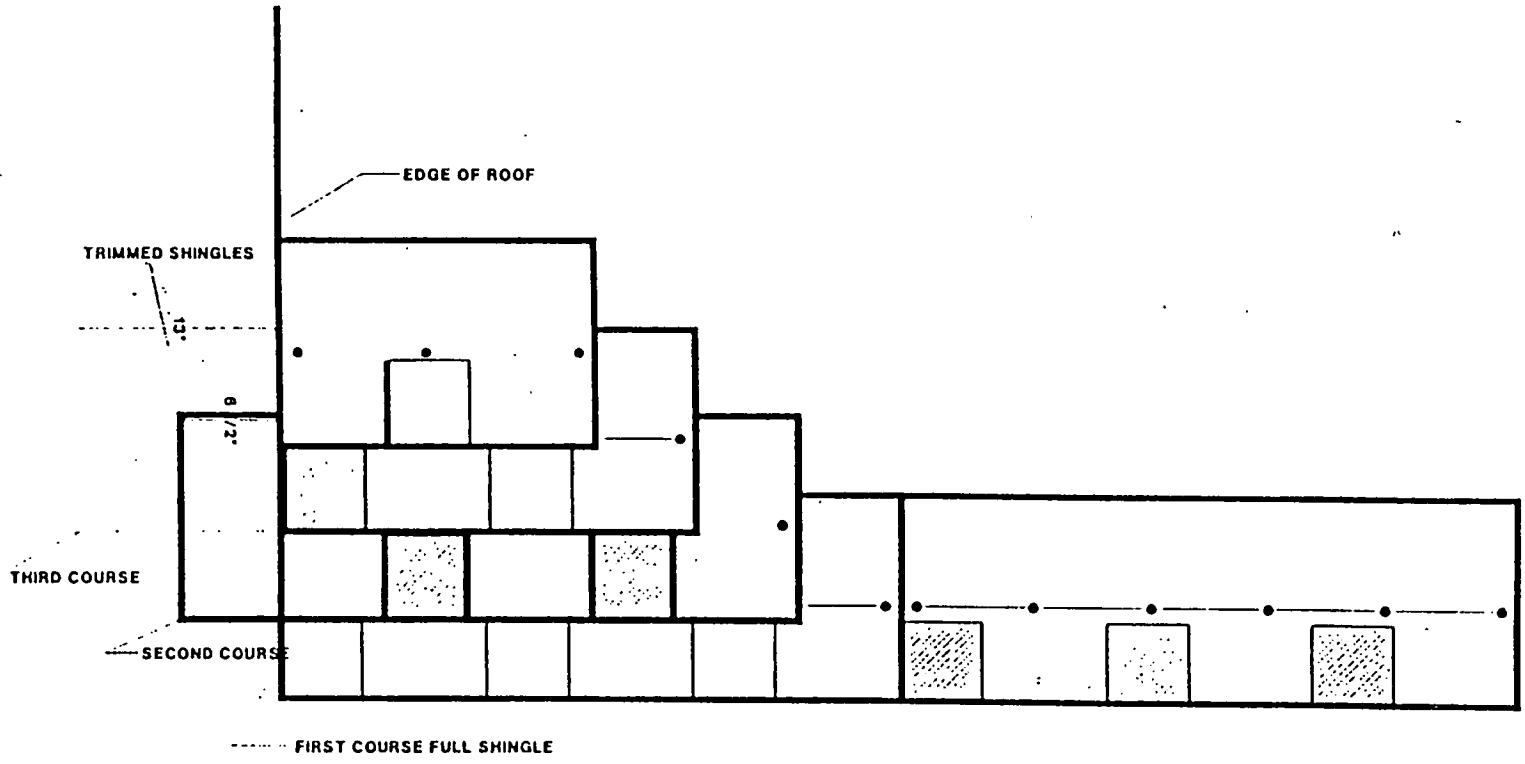 EDGE OF ROOF
TRIMMED SHINGLES
13"
6 1/2"
THIRD COURSE
SECOND COURSE
FIRST COURSE FULL SHINGLE